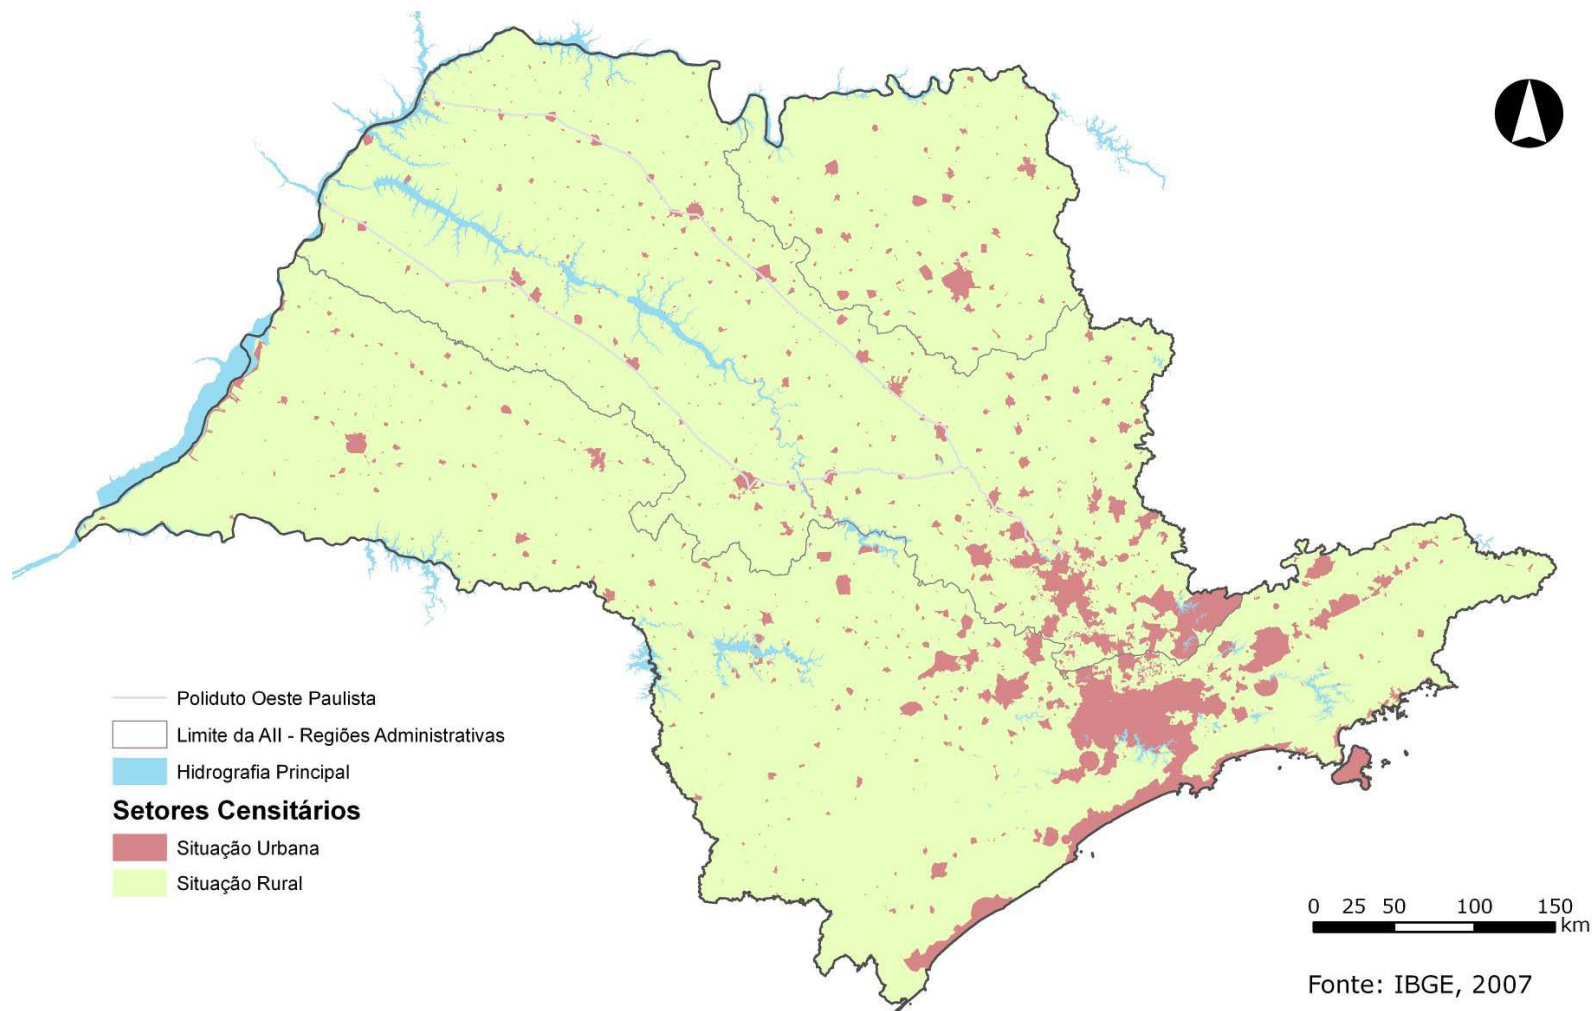 Poliduto Oeste Paulista
Limite da AII - Regiões Administrativas
Hidrografia Principal
Setores Censitários
Situação Urbana
Situação Rural
0 25 50 100 150
km
Fonte: IBGE, 2007